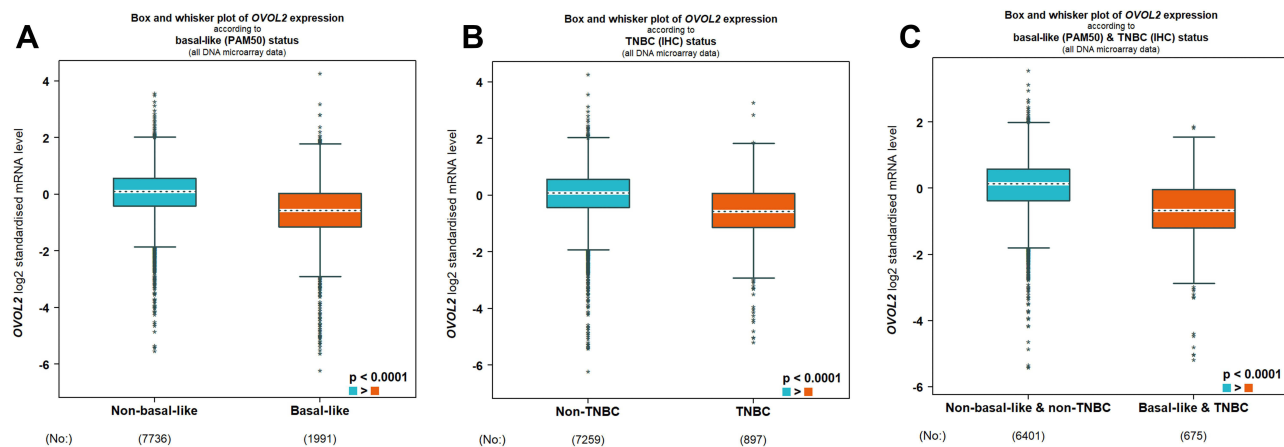 A
Box and whisker plot of OVOL2 expression
according to
basal-like (PAM50) status
(all DNA microarray data)
OVOL2 log2 standardised mRNA level
4
2
0
-2
-4
-6
p < 0.0001
>
Non-basal-like
Basal-like
(No:)
(7736)
(1991)
B
Box and whisker plot of OVOL2 expression
according to
TNBC (IHC) status
(all DNA microarray data)
OVOL2 log2 standardised mRNA level
4
2
0
-2
-4
-6
p < 0.0001
>
Non-TNBC
TNBC
(No:)
(7259)
(897)
C
Box and whisker plot of OVOL2 expression
according to
basal-like (PAM50) & TNBC (IHC) status
(all DNA microarray data)
OVOL2 log2 standardised mRNA level
2
0
-2
-4
-6
p < 0.0001
>
Non-basal-like & non-TNBC
Basal-like & TNBC
(No:)
(6401)
(675)